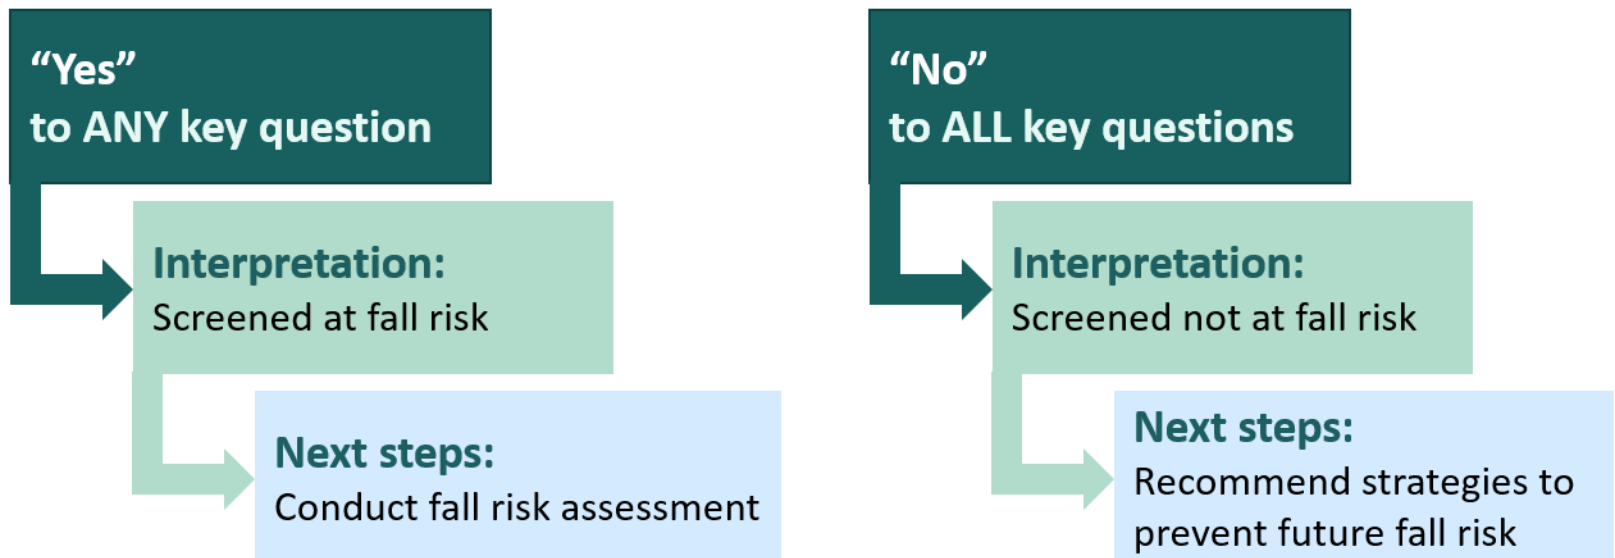 “Yes”
to ANY key question
Interpretation:
Screened at fall risk
Next steps:
Conduct fall risk assessment
“No”
to ALL key questions
Interpretation:
Screened not at fall risk
Next steps:
Recommend strategies to
prevent future fall risk